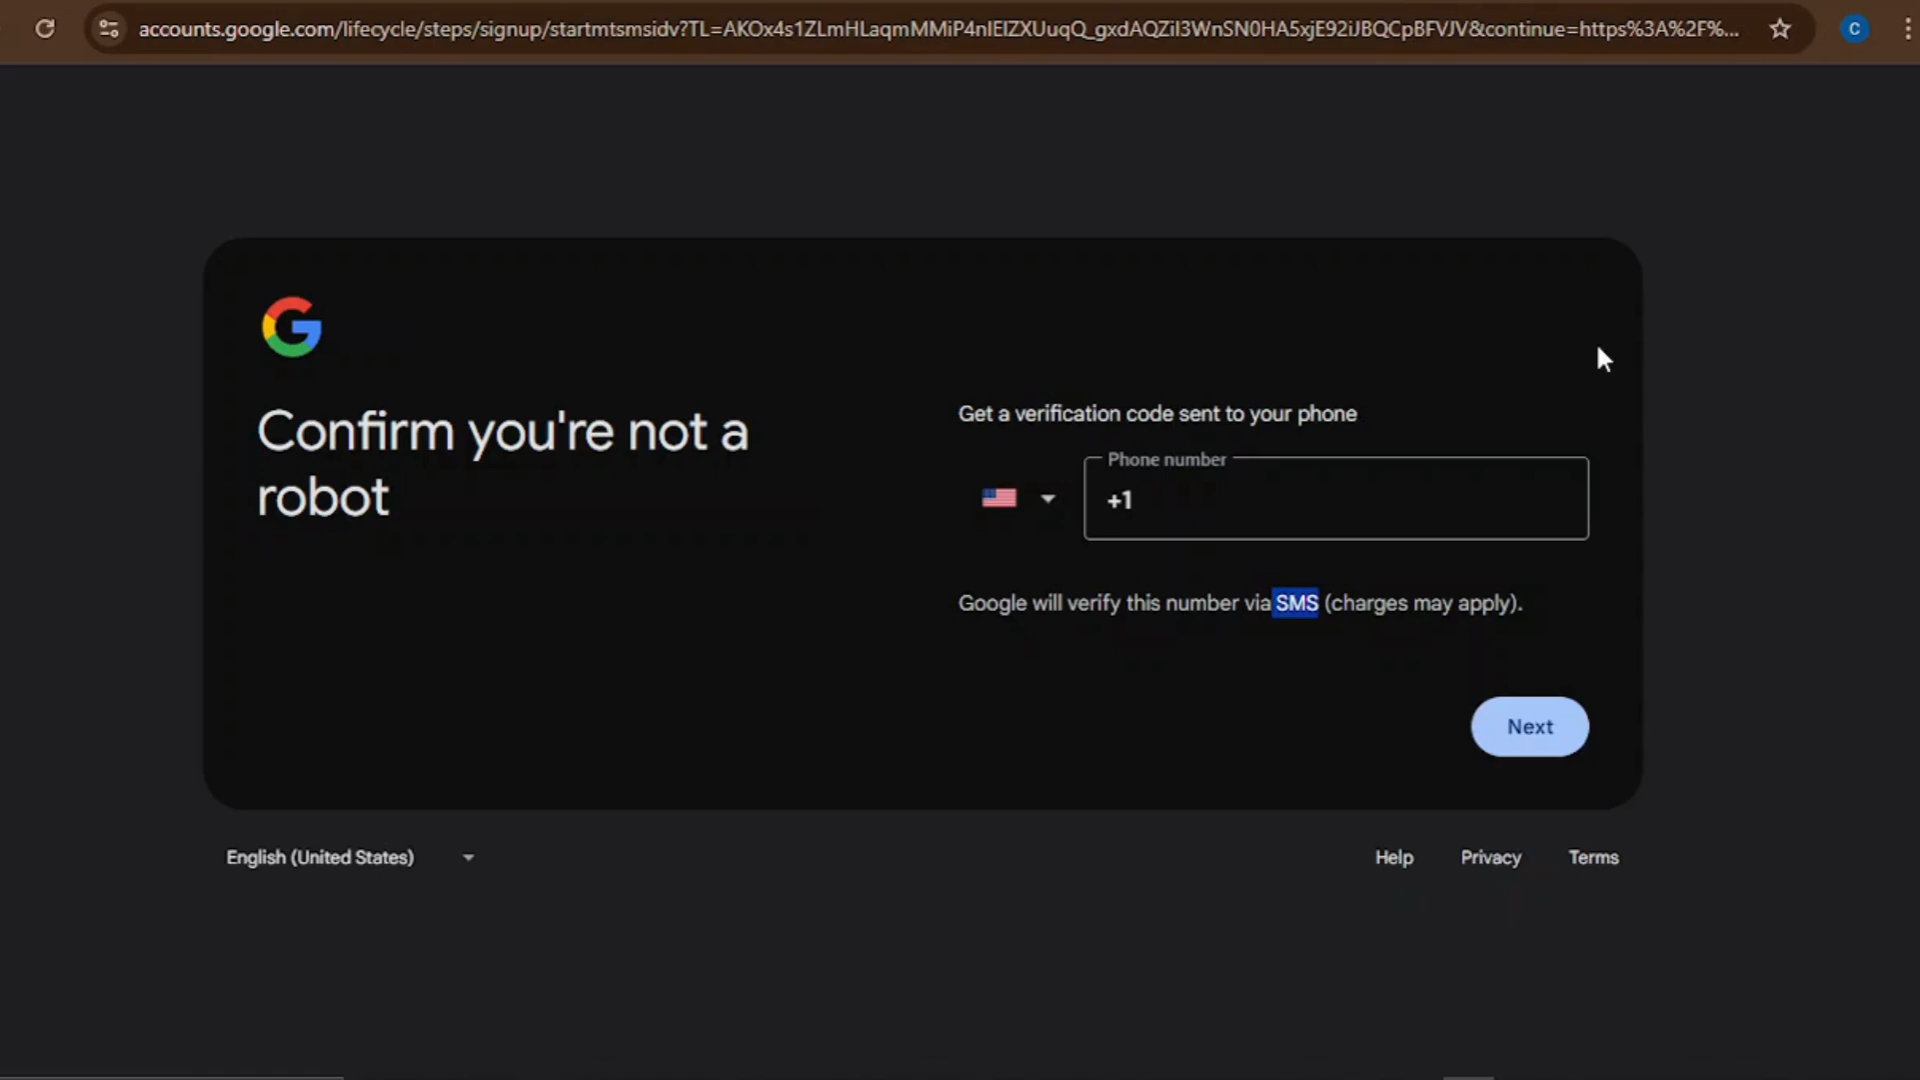 accounts.google.com/lifecycle/steps/signup/startmtsmsidv?TL=AKOx4s1ZLmHLaqmMMiP4nlEIZXUuqQ_gxdAQZiI3WnSN0HA5xjE92iJBQCpBFVJV&continue=https%3A%2F%...
C
Confirm you're not a
robot
Get a verification code sent to your phone
Phone number
+1
Google will verify this number via SMS (charges may apply).
Next
English (United States)
Help Privacy Terms